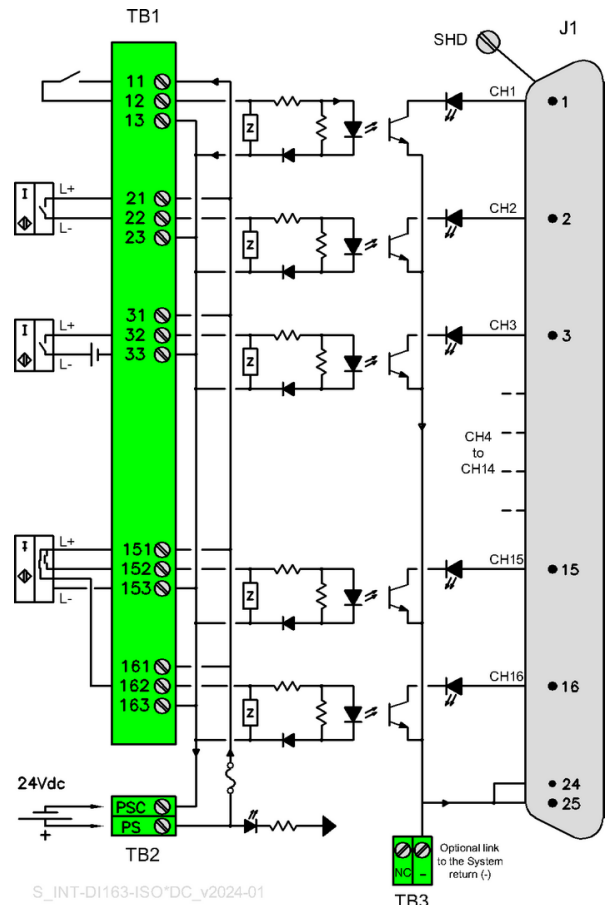 TB1
J1
SHD
11
12
13
CH1
1
L+
I
L-
21
22
23
CH2
2
L+
I
L-
31
32
33
CH3
3
Z
Z
Z
CH4
to
CH14
L+
L-
151
152
153
CH15
15
Z
161
162
163
CH16
16
Z
24Vdc
+
PSC
PS
TB2
24
25
NC
-
TB3
Optional link
to the System
return (-)
S_INT-DI163-ISO*DC_v2024-01